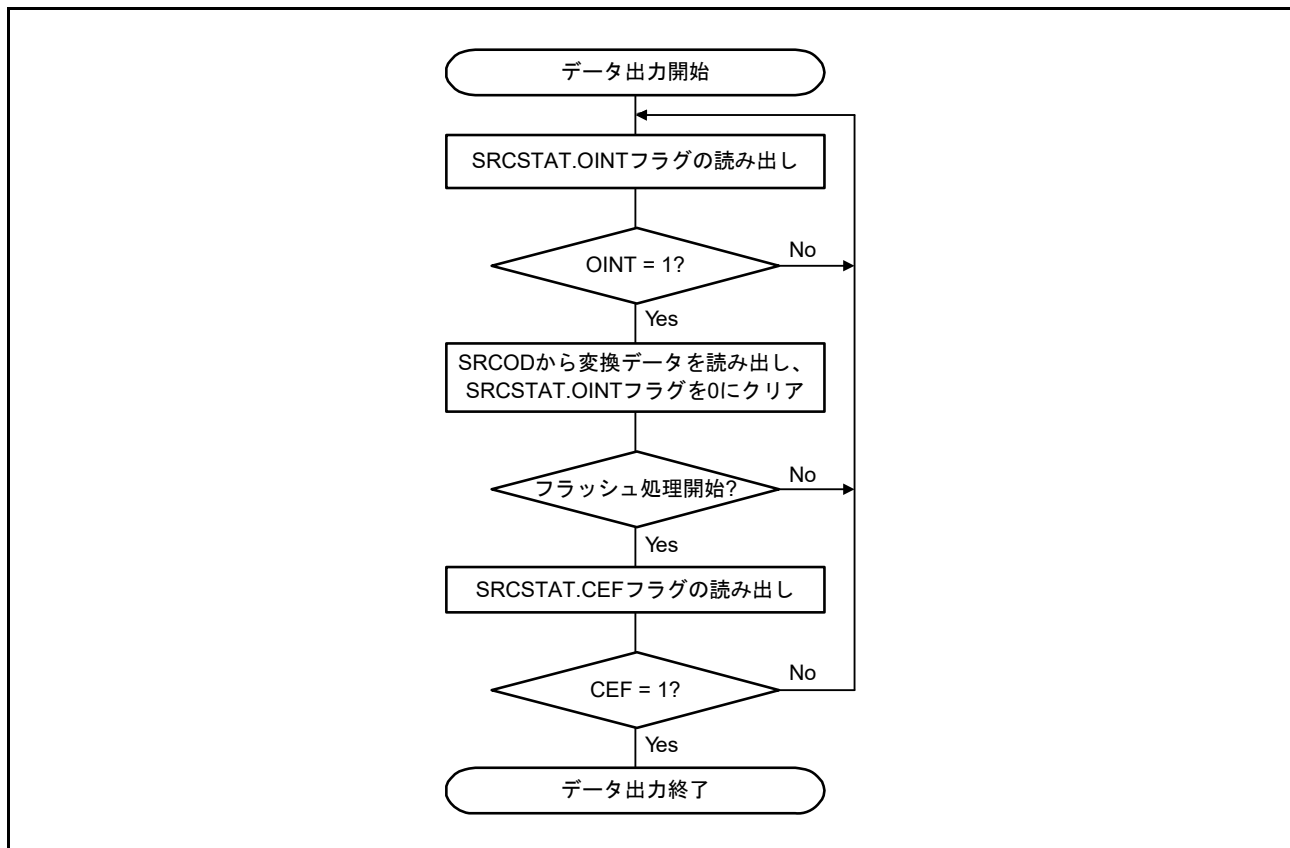 データ出力開始
SRCSTAT.OINTフラグの読み出し
OINT = 1?
No
Yes
SRCODから変換データを読み出し、
SRCSTAT.OINTフラグを0にクリア
フラッシュ処理開始?
No
Yes
SRCSTAT.CEFフラグの読み出し
CEF = 1?
No
Yes
データ出力終了